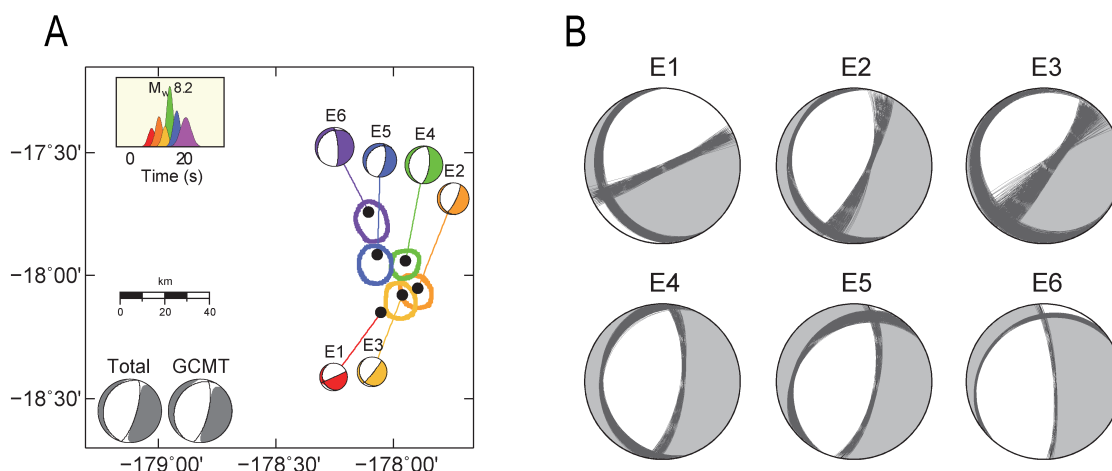 A
B
M_w 8.2
0 20
Time (s)
−17°30'
−18°00'
−18°30'
km
0 20 40
E6
E5
E4
E2
E1
E3
Total GCMT
−179°00' −178°30' −178°00'
E1 E2 E3
E4 E5 E6